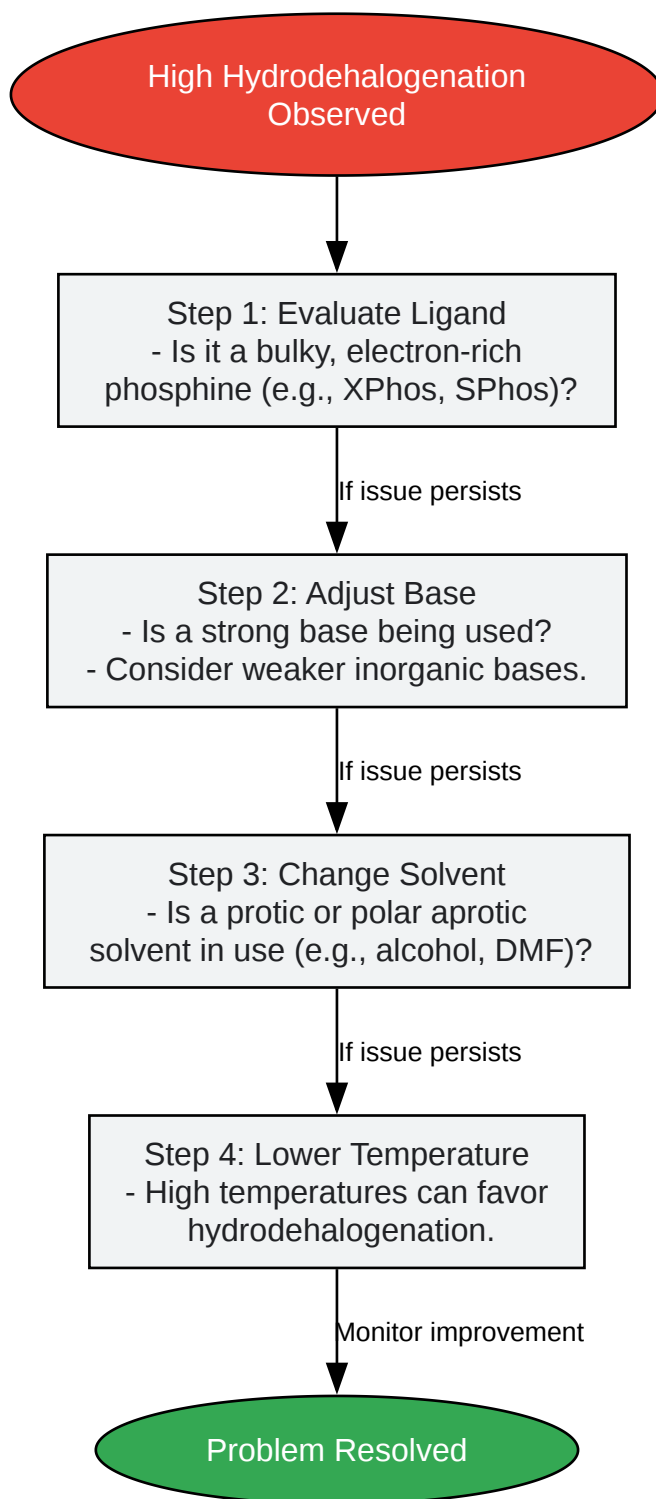 High Hydrodehalogenation
Observed
Step 1: Evaluate Ligand
- Is it a bulky, electron-rich
phosphine (e.g., XPhos, SPhos)?
If issue persists
Step 2: Adjust Base
- Is a strong base being used?
- Consider weaker inorganic bases.
If issue persists
Step 3: Change Solvent
- Is a protic or polar aprotic
solvent in use (e.g., alcohol, DMF)?
If issue persists
Step 4: Lower Temperature
- High temperatures can favor
hydrodehalogenation.
Monitor improvement
Problem Resolved